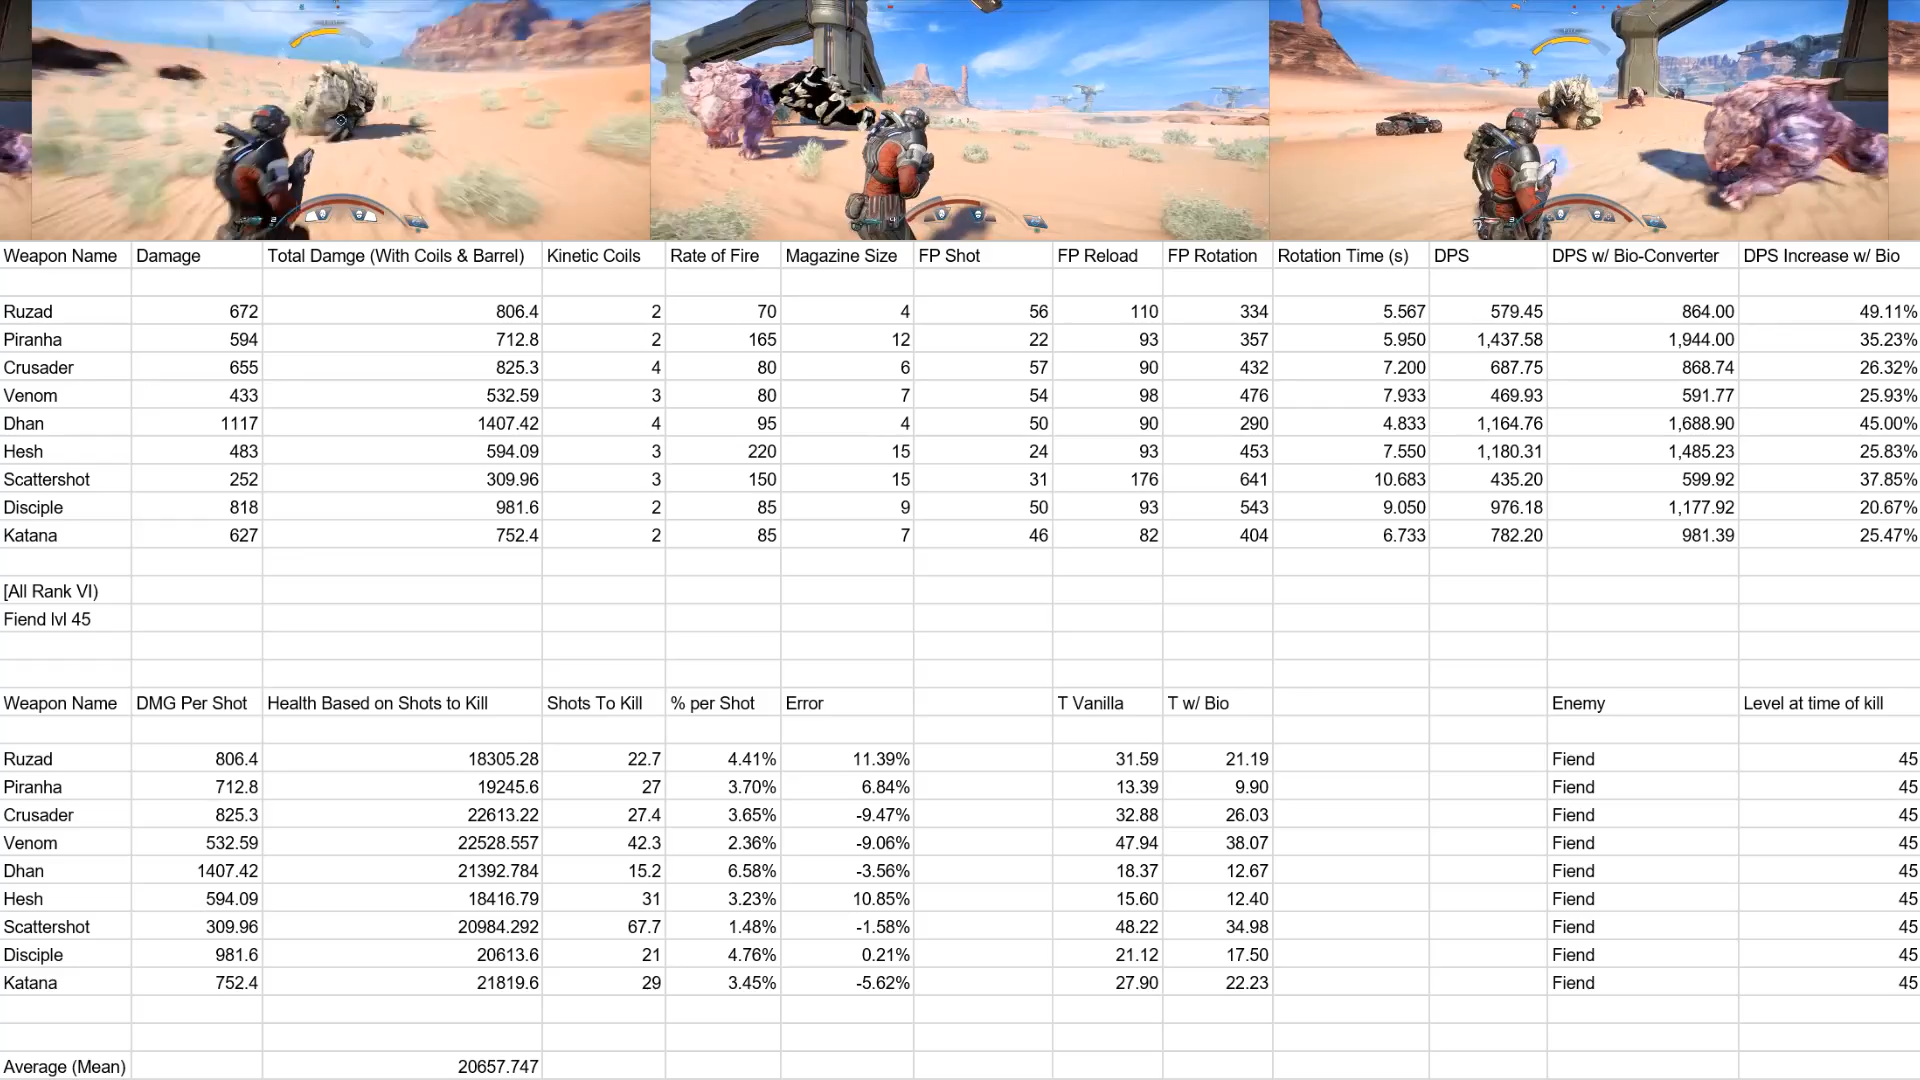 Weapon Name Damage Total Damge (With Coils & Barrel) Kinetic Coils Rate of Fire Magazine Size FP Shot FP Reload FP Rotation Rotation Time (s) DPS DPS w/ Bio-Converter DPS Increase w/ Bio
Ruzad 672 806.4 2 70 4 56 110 334 5.567 579.45 864.00 49.11%
Piranha 594 712.8 2 165 12 22 93 357 5.950 1,437.58 1,944.00 35.23%
Crusader 655 825.3 4 80 6 57 90 432 7.200 687.75 868.74 26.32%
Venom 433 532.59 3 80 7 54 98 476 7.933 469.93 591.77 25.93%
Dhan 1117 1407.42 4 95 4 50 90 290 4.833 1,164.76 1,688.90 45.00%
Hesh 483 594.09 3 220 15 24 93 453 7.550 1,180.31 1,485.23 25.83%
Scattershot 252 309.96 3 150 15 31 176 641 10.683 435.20 599.92 37.85%
Disciple 818 981.6 2 85 9 50 93 543 9.050 976.18 1,177.92 20.67%
Katana 627 752.4 2 85 7 46 82 404 6.733 782.20 981.39 25.47%
[All Rank VI)
Fiend lvl 45
Weapon Name DMG Per Shot Health Based on Shots to Kill Shots To Kill % per Shot Error T Vanilla T w/ Bio Enemy Level at time of kill
Ruzad 806.4 18305.28 22.7 4.41% 11.39% 31.59 21.19 Fiend 45
Piranha 712.8 19245.6 27 3.70% 6.84% 13.39 9.90 Fiend 45
Crusader 825.3 22613.22 27.4 3.65% -9.47% 32.88 26.03 Fiend 45
Venom 532.59 22528.557 42.3 2.36% -9.06% 47.94 38.07 Fiend 45
Dhan 1407.42 21392.784 15.2 6.58% -3.56% 18.37 12.67 Fiend 45
Hesh 594.09 18416.79 31 3.23% 10.85% 15.60 12.40 Fiend 45
Scattershot 309.96 20984.292 67.7 1.48% -1.58% 48.22 34.98 Fiend 45
Disciple 981.6 20613.6 21 4.76% 0.21% 21.12 17.50 Fiend 45
Katana 752.4 21819.6 29 3.45% -5.62% 27.90 22.23 Fiend 45
Average (Mean) 20657.747